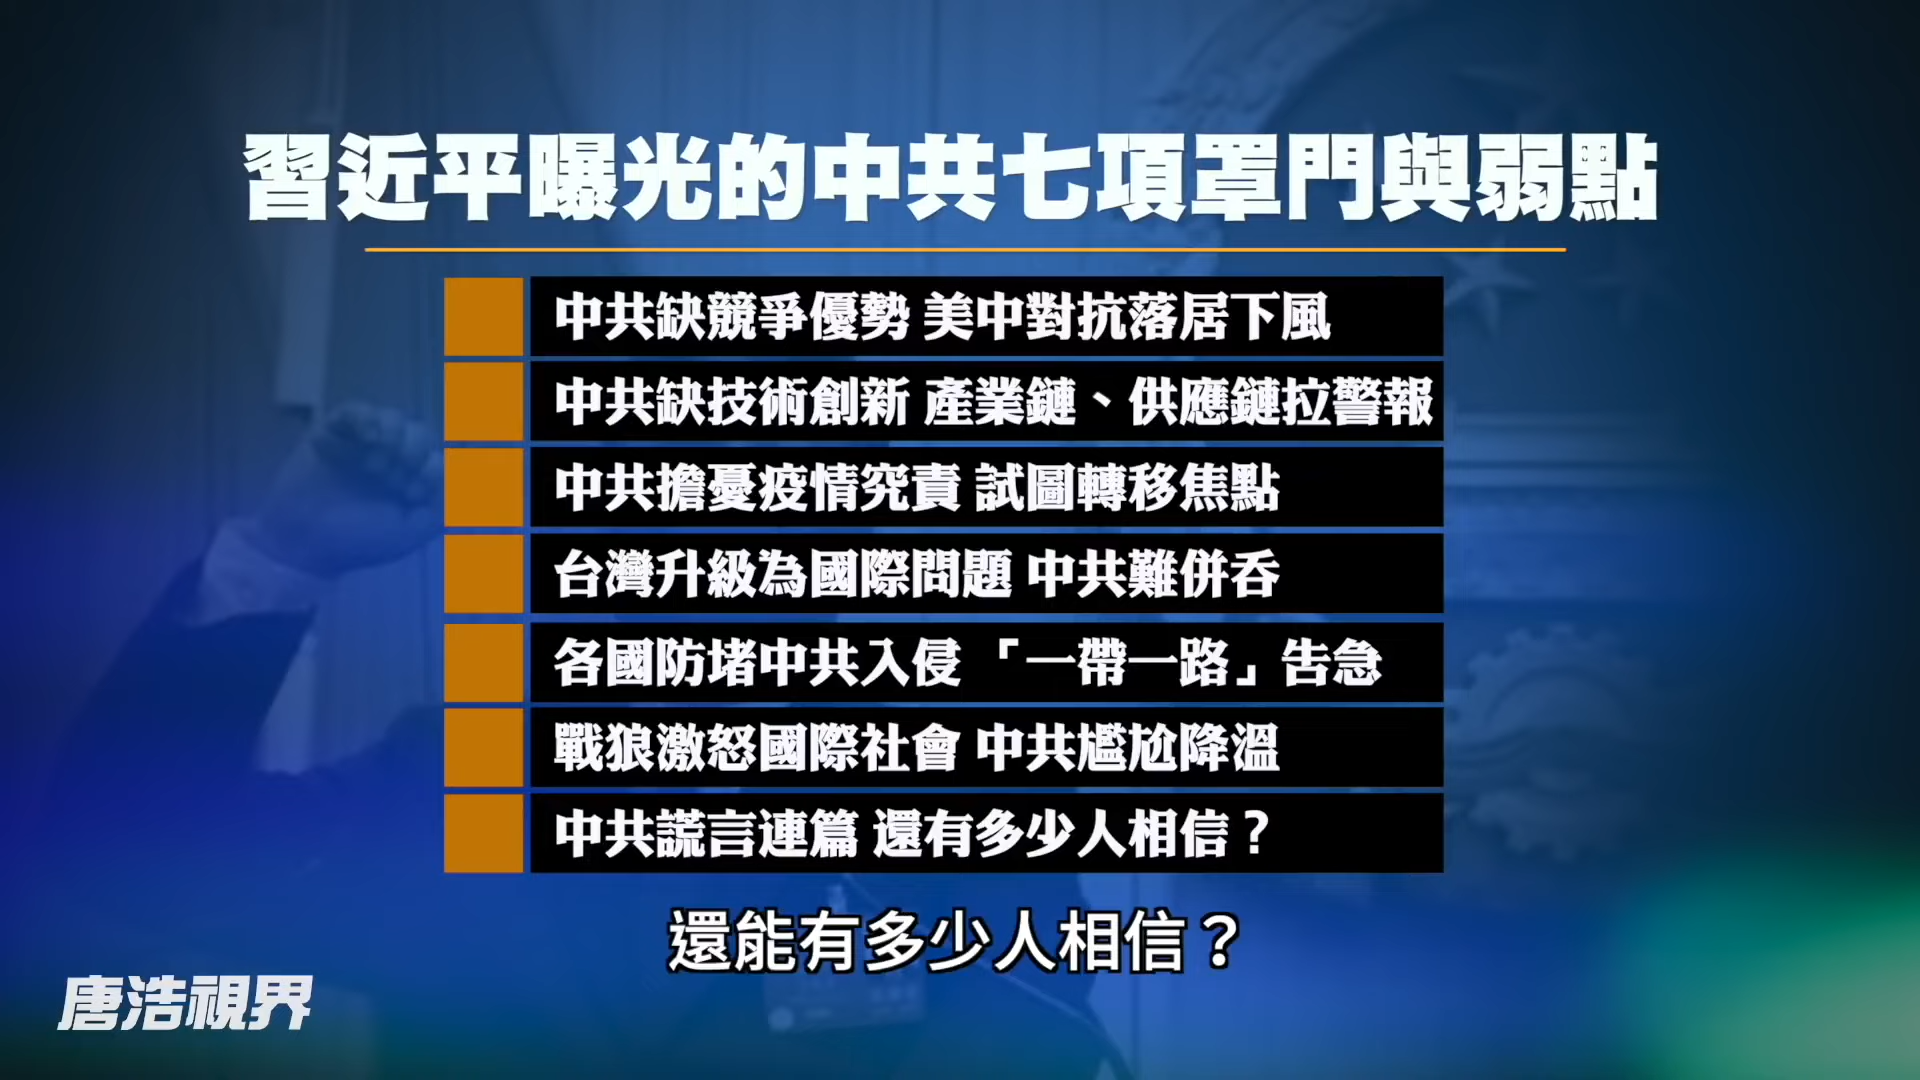 習近平曝光的中共七項罩門與弱點
中共缺競爭優勢 美中對抗落居下風
中共缺技術創新 產業鏈、供應鏈拉警報
中共擔憂疫情究責 試圖轉移焦點
台灣升級為國際問題 中共難併吞
各國防堵中共入侵 「一帶一路」告急
戰狼激怒國際社會 中共尷尬降溫
中共謊言連篇 還有多少人相信？
還能有多少人相信？
唐浩視界